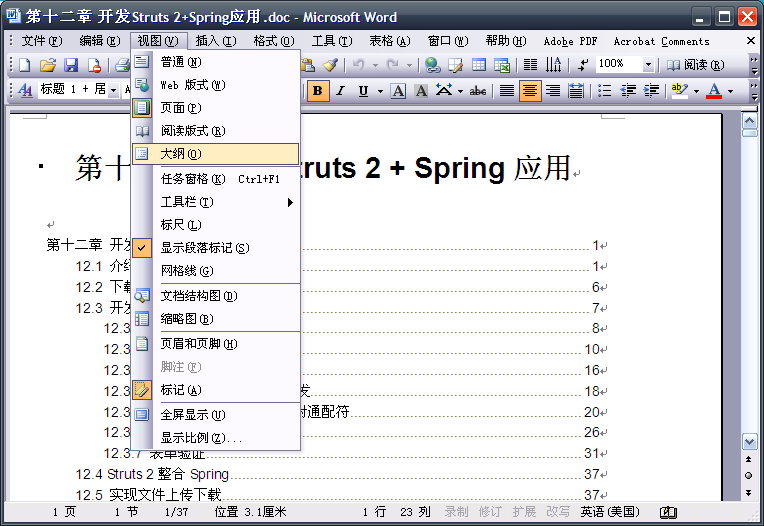 第十二章 开发Struts 2+Spring应用.doc - Microsoft Word
文件(F) 编辑(E) 视图(V) 插入(I) 格式(O) 工具(T) 表格(A) 窗口(W) 帮助(H) Adobe PDF Acrobat Comments
100% 阅读(R)
标题 1 + 居
普通(N)
Web 版式(W)
页面(P)
阅读版式(R)
大纲(O)
任务窗格(K) Ctrl+F1
工具栏(T)
标尺(L)
显示段落标记(S)
网格线(G)
文档结构图(D)
缩略图(B)
页眉和页脚(H)
脚注(F)
标记(A)
全屏显示(U)
显示比例(Z)...
第十 truts 2 + Spring 应用
第十二章 开发 1
12.1 介绍 1
12.2 下载 6
12.3 开发 7
12.3 8
12.3 10
12.3 16
12.3 发 18
12.3 通配符 20
12.3 26
12.3.7 表单验证 31
12.4 Struts 2 整合 Spring 37
12.5 实现文件上传下载 37
1 页 1 节 1/37 位置 3.1厘米 1 行 23 列 录制 修订 扩展 改写 英语(美国)